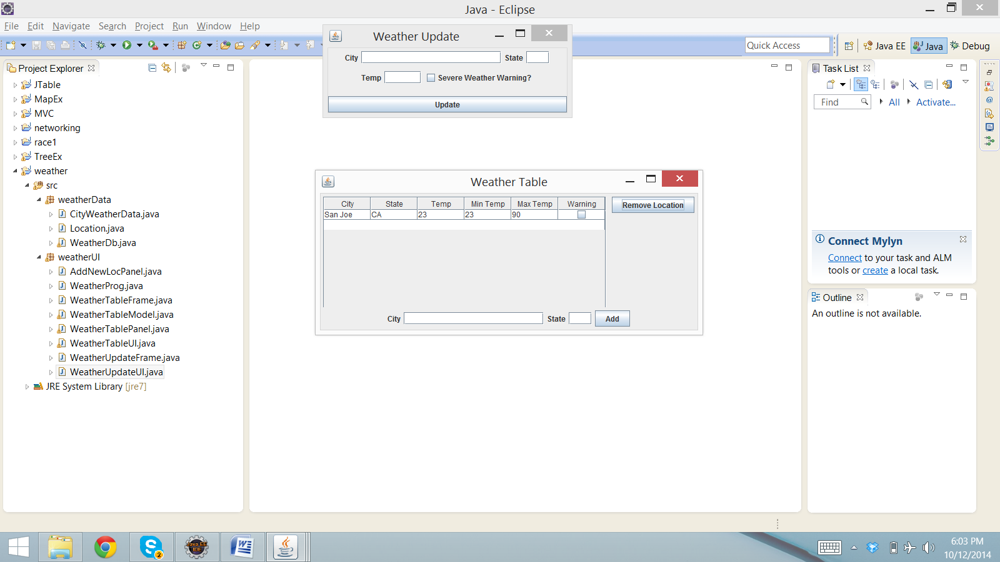 Java - Eclipse
File Edit Navigate Search Project Run Window Help
Quick Access
Java EE
Java
Debug
Project Explorer
JTable
MapEx
MVC
networking
race1
TreeEx
weather
src
weatherData
CityWeatherData.java
Location.java
WeatherDb.java
weatherUI
AddNewLocPanel.java
WeatherProg.java
WeatherTableFrame.java
WeatherTableModel.java
WeatherTablePanel.java
WeatherTableUI.java
WeatherUpdateFrame.java
WeatherUpdateUI.java
JRE System Library [jre7]
Weather Update
City State
Temp Severe Weather Warning?
Update
Weather Table
City State Temp Min Temp Max Temp Warning
San Joe CA 23 23 90
Remove Location
City State Add
Task List
Find All Activate...
Connect Mylyn
Connect to your task and ALM
tools or create a local task.
Outline
An outline is not available.
2
Java EE
IDE
6:03 PM
10/12/2014